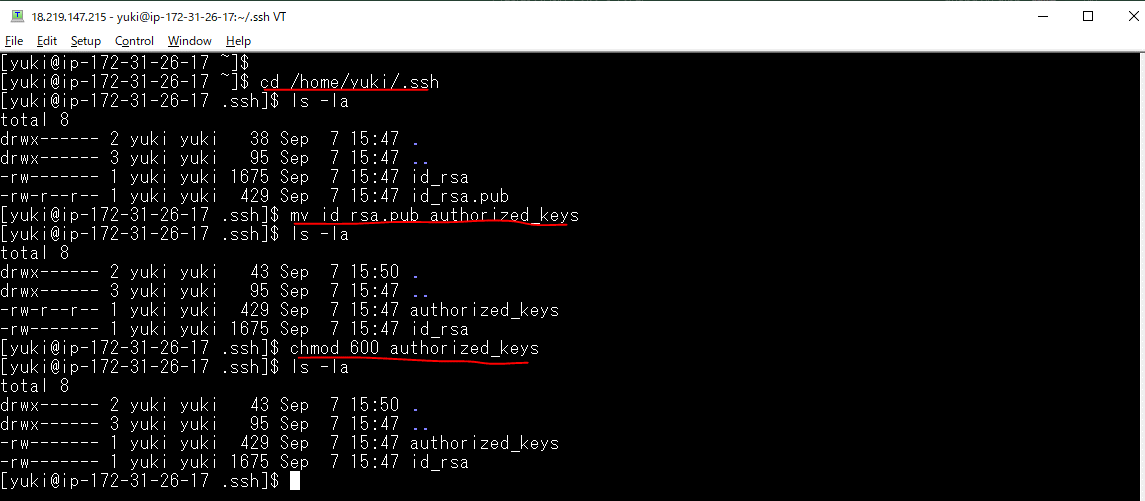 18.219.147.215 - yuki@ip-172-31-26-17:~/.ssh VT
File Edit Setup Control Window Help
[yuki@ip-172-31-26-17 ~]$
[yuki@ip-172-31-26-17 ~]$ cd /home/yuki/.ssh
[yuki@ip-172-31-26-17 .ssh]$ ls -la
total 8
drwx------ 2 yuki yuki   38 Sep  7 15:47 .
drwx------ 3 yuki yuki   95 Sep  7 15:47 ..
-rw------- 1 yuki yuki 1675 Sep  7 15:47 id_rsa
-rw-r--r-- 1 yuki yuki  429 Sep  7 15:47 id_rsa.pub
[yuki@ip-172-31-26-17 .ssh]$ mv id_rsa.pub authorized_keys
[yuki@ip-172-31-26-17 .ssh]$ ls -la
total 8
drwx------ 2 yuki yuki   43 Sep  7 15:50 .
drwx------ 3 yuki yuki   95 Sep  7 15:47 ..
-rw-r--r-- 1 yuki yuki  429 Sep  7 15:47 authorized_keys
-rw------- 1 yuki yuki 1675 Sep  7 15:47 id_rsa
[yuki@ip-172-31-26-17 .ssh]$ chmod 600 authorized_keys
[yuki@ip-172-31-26-17 .ssh]$ ls -la
total 8
drwx------ 2 yuki yuki   43 Sep  7 15:50 .
drwx------ 3 yuki yuki   95 Sep  7 15:47 ..
-rw------- 1 yuki yuki  429 Sep  7 15:47 authorized_keys
-rw------- 1 yuki yuki 1675 Sep  7 15:47 id_rsa
[yuki@ip-172-31-26-17 .ssh]$